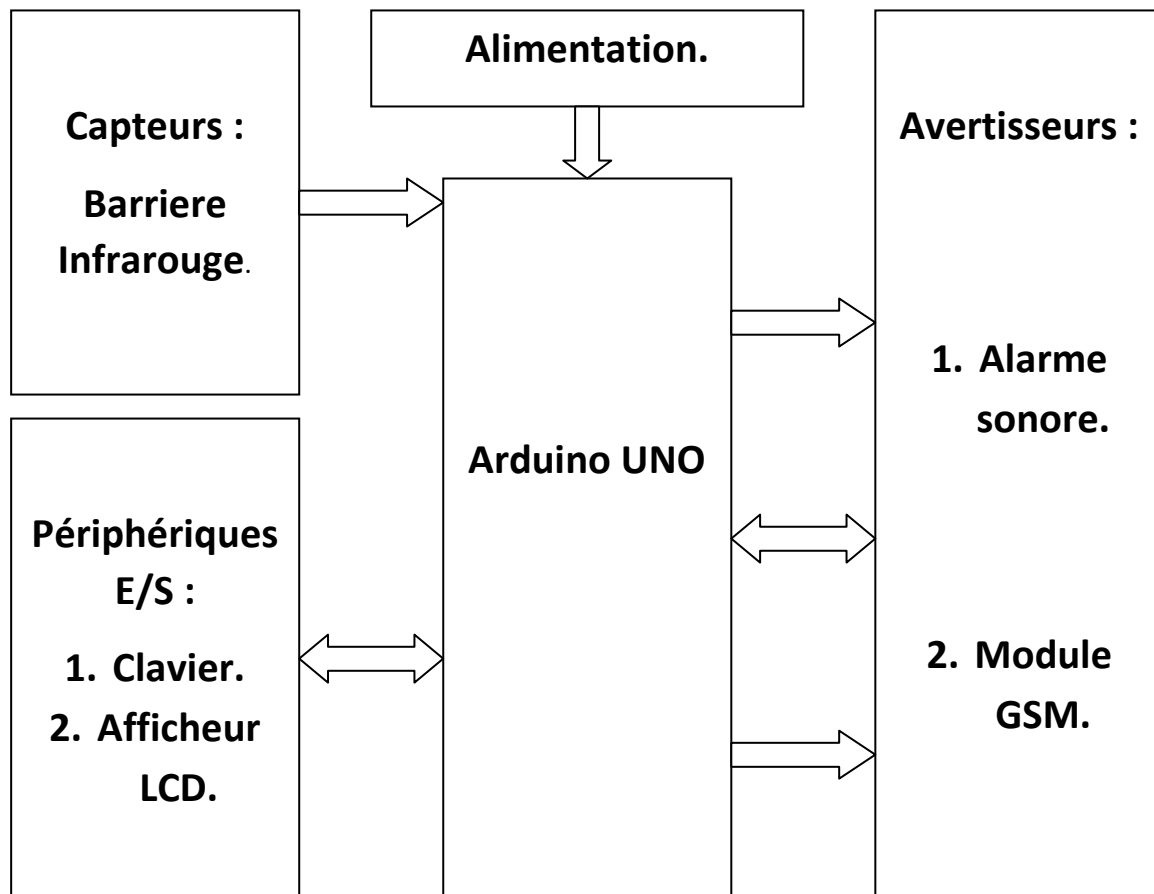 Alimentation.
Capteurs :
Barriere
Infrarouge.
Périphériques
E/S :
1. Clavier.
2. Afficheur
LCD.
Arduino UNO
Avertisseurs :
1. Alarme
sonore.
2. Module
GSM.